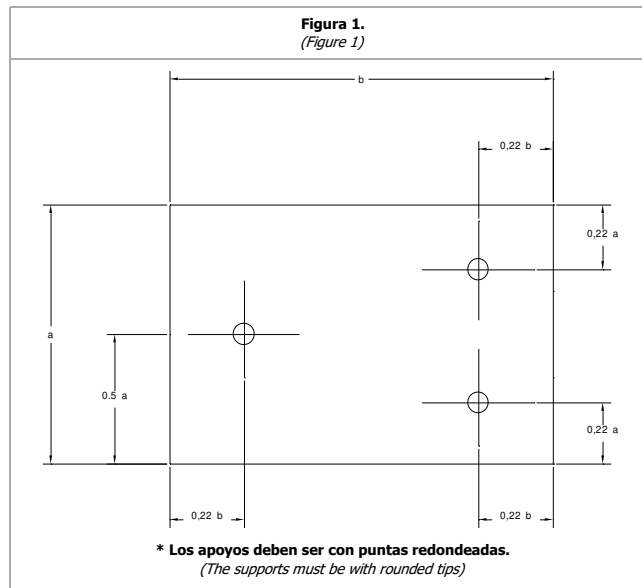 Figura 1.
(Figure 1)
b
0,22 b
0,22 a
a
0.5 a
0,22 a
0,22 b
0,22 b
* Los apoyos deben ser con puntas redondeadas.
(The supports must be with rounded tips)